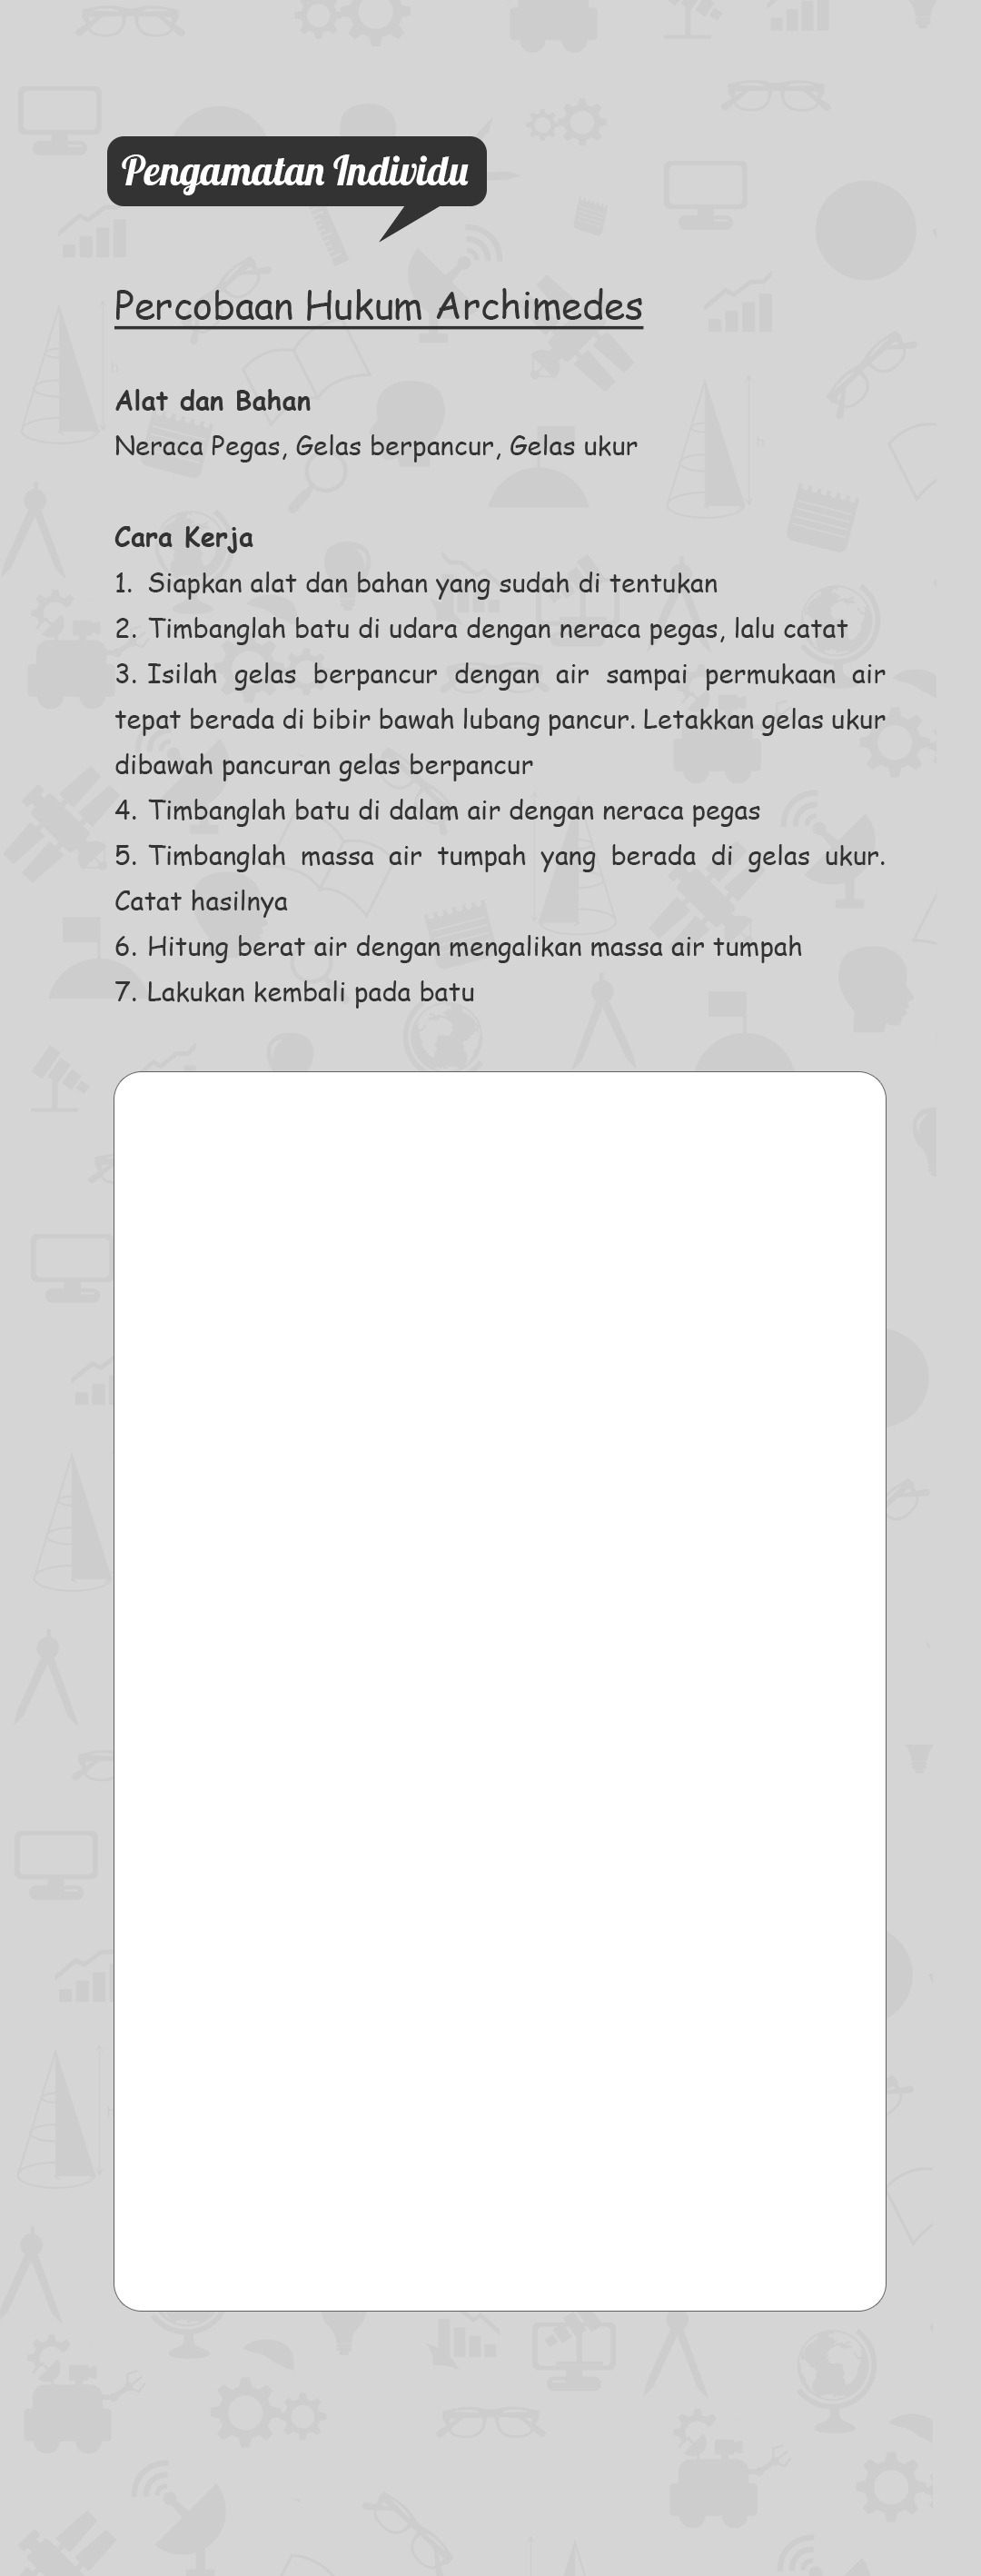 Pengamatan Individu
Percobaan Hukum Archimedes
Alat dan Bahan
Neraca Pegas, Gelas berpancur, Gelas ukur
Cara Kerja
1. Siapkan alat dan bahan yang sudah di tentukan
2. Timbanglah batu di udara dengan neraca pegas, lalu catat
3. Isilah gelas berpancur dengan air sampai permukaan air
tepat berada di bibir bawah lubang pancur. Letakkan gelas ukur
dibawah pancuran gelas berpancur
4. Timbanglah batu di dalam air dengan neraca pegas
5. Timbanglah massa air tumpah yang berada di gelas ukur.
Catat hasilnya
6. Hitung berat air dengan mengalikan massa air tumpah
7. Lakukan kembali pada batu